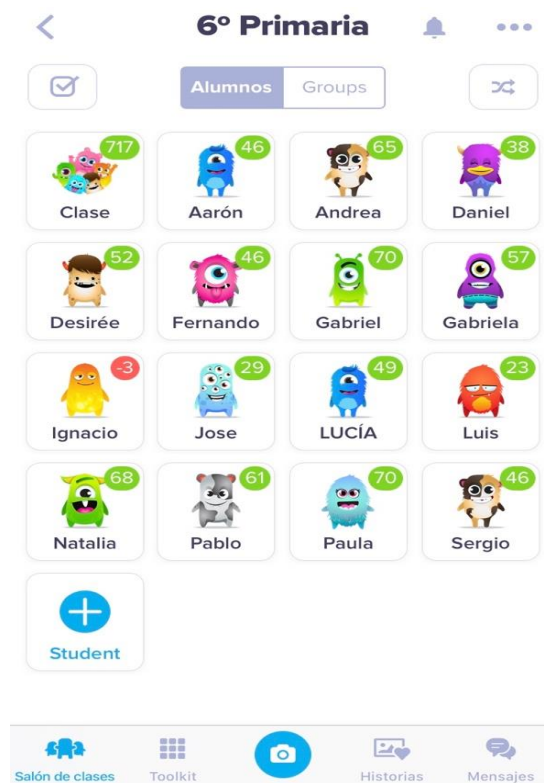 6º Primaria
Alumnos Groups
717 46 65 38
Clase Aarón Andrea Daniel
52 46 70 57
Desirée Fernando Gabriel Gabriela
-3 29 49 23
Ignacio Jose LUCÍA Luis
68 61 70 46
Natalia Pablo Paula Sergio
Student
Salón de clases Toolkit Historias Mensajes